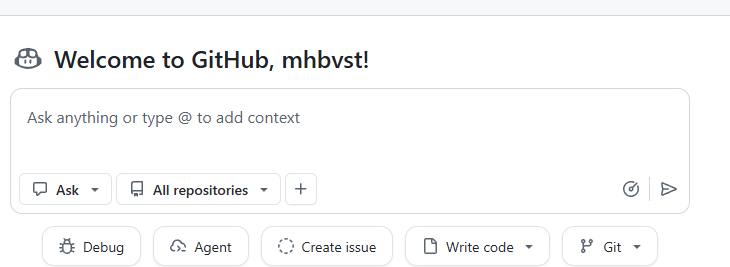 Welcome to GitHub, mhbvst!
Ask anything or type @ to add context
Ask All repositories
Debug Agent Create issue Write code Git